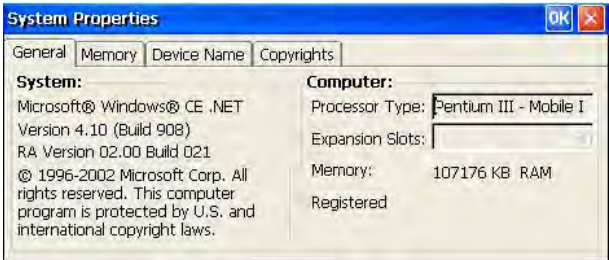 System Properties OK
General Memory Device Name Copyrights
System:
Microsoft® Windows® CE .NET
Version 4.10 (Build 908)
RA Version 02.00 Build 021
© 1996-2002 Microsoft Corp. All
rights reserved. This computer
program is protected by U.S. and
international copyright laws.
Computer:
Processor Type: Pentium III - Mobile I
Expansion Slots:
Memory: 107176 KB RAM
Registered